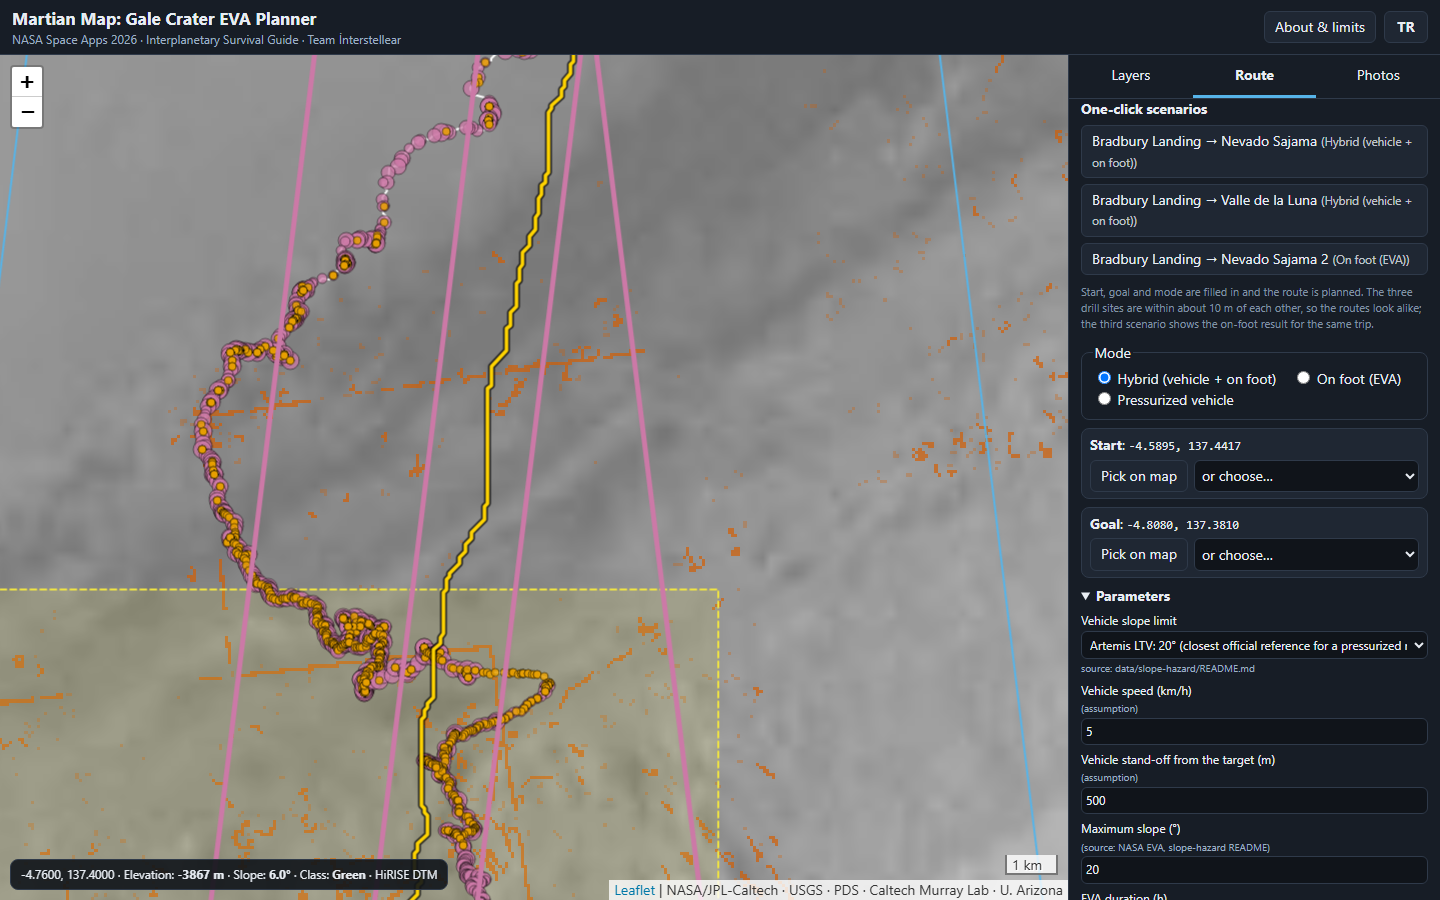 Martian Map: Gale Crater EVA Planner
NASA Space Apps 2026 · Interplanetary Survival Guide · Team İnterstellear
About & limits
TR
+
−
Layers
Route
Photos
One-click scenarios
Bradbury Landing → Nevado Sajama (Hybrid (vehicle +
on foot))
Bradbury Landing → Valle de la Luna (Hybrid (vehicle +
on foot))
Bradbury Landing → Nevado Sajama 2 (On foot (EVA))
Start, goal and mode are filled in and the route is planned. The three
drill sites are within about 10 m of each other, so the routes look alike;
the third scenario shows the on-foot result for the same trip.
Mode
Hybrid (vehicle + on foot)
On foot (EVA)
Pressurized vehicle
Start: -4.5895, 137.4417
Pick on map
or choose...
Goal: -4.8080, 137.3810
Pick on map
or choose...
▼ Parameters
Vehicle slope limit
Artemis LTV: 20° (closest official reference for a pressurized r
source: data/slope-hazard/README.md
Vehicle speed (km/h)
(assumption)
5
Vehicle stand-off from the target (m)
(assumption)
500
Maximum slope (°)
(source: NASA EVA, slope-hazard README)
20
EVA duration (h)
1 km
-4.7600, 137.4000 · Elevation: -3867 m · Slope: 6.0° · Class: Green · HiRISE DTM
Leaflet | NASA/JPL-Caltech · USGS · PDS · Caltech Murray Lab · U. Arizona